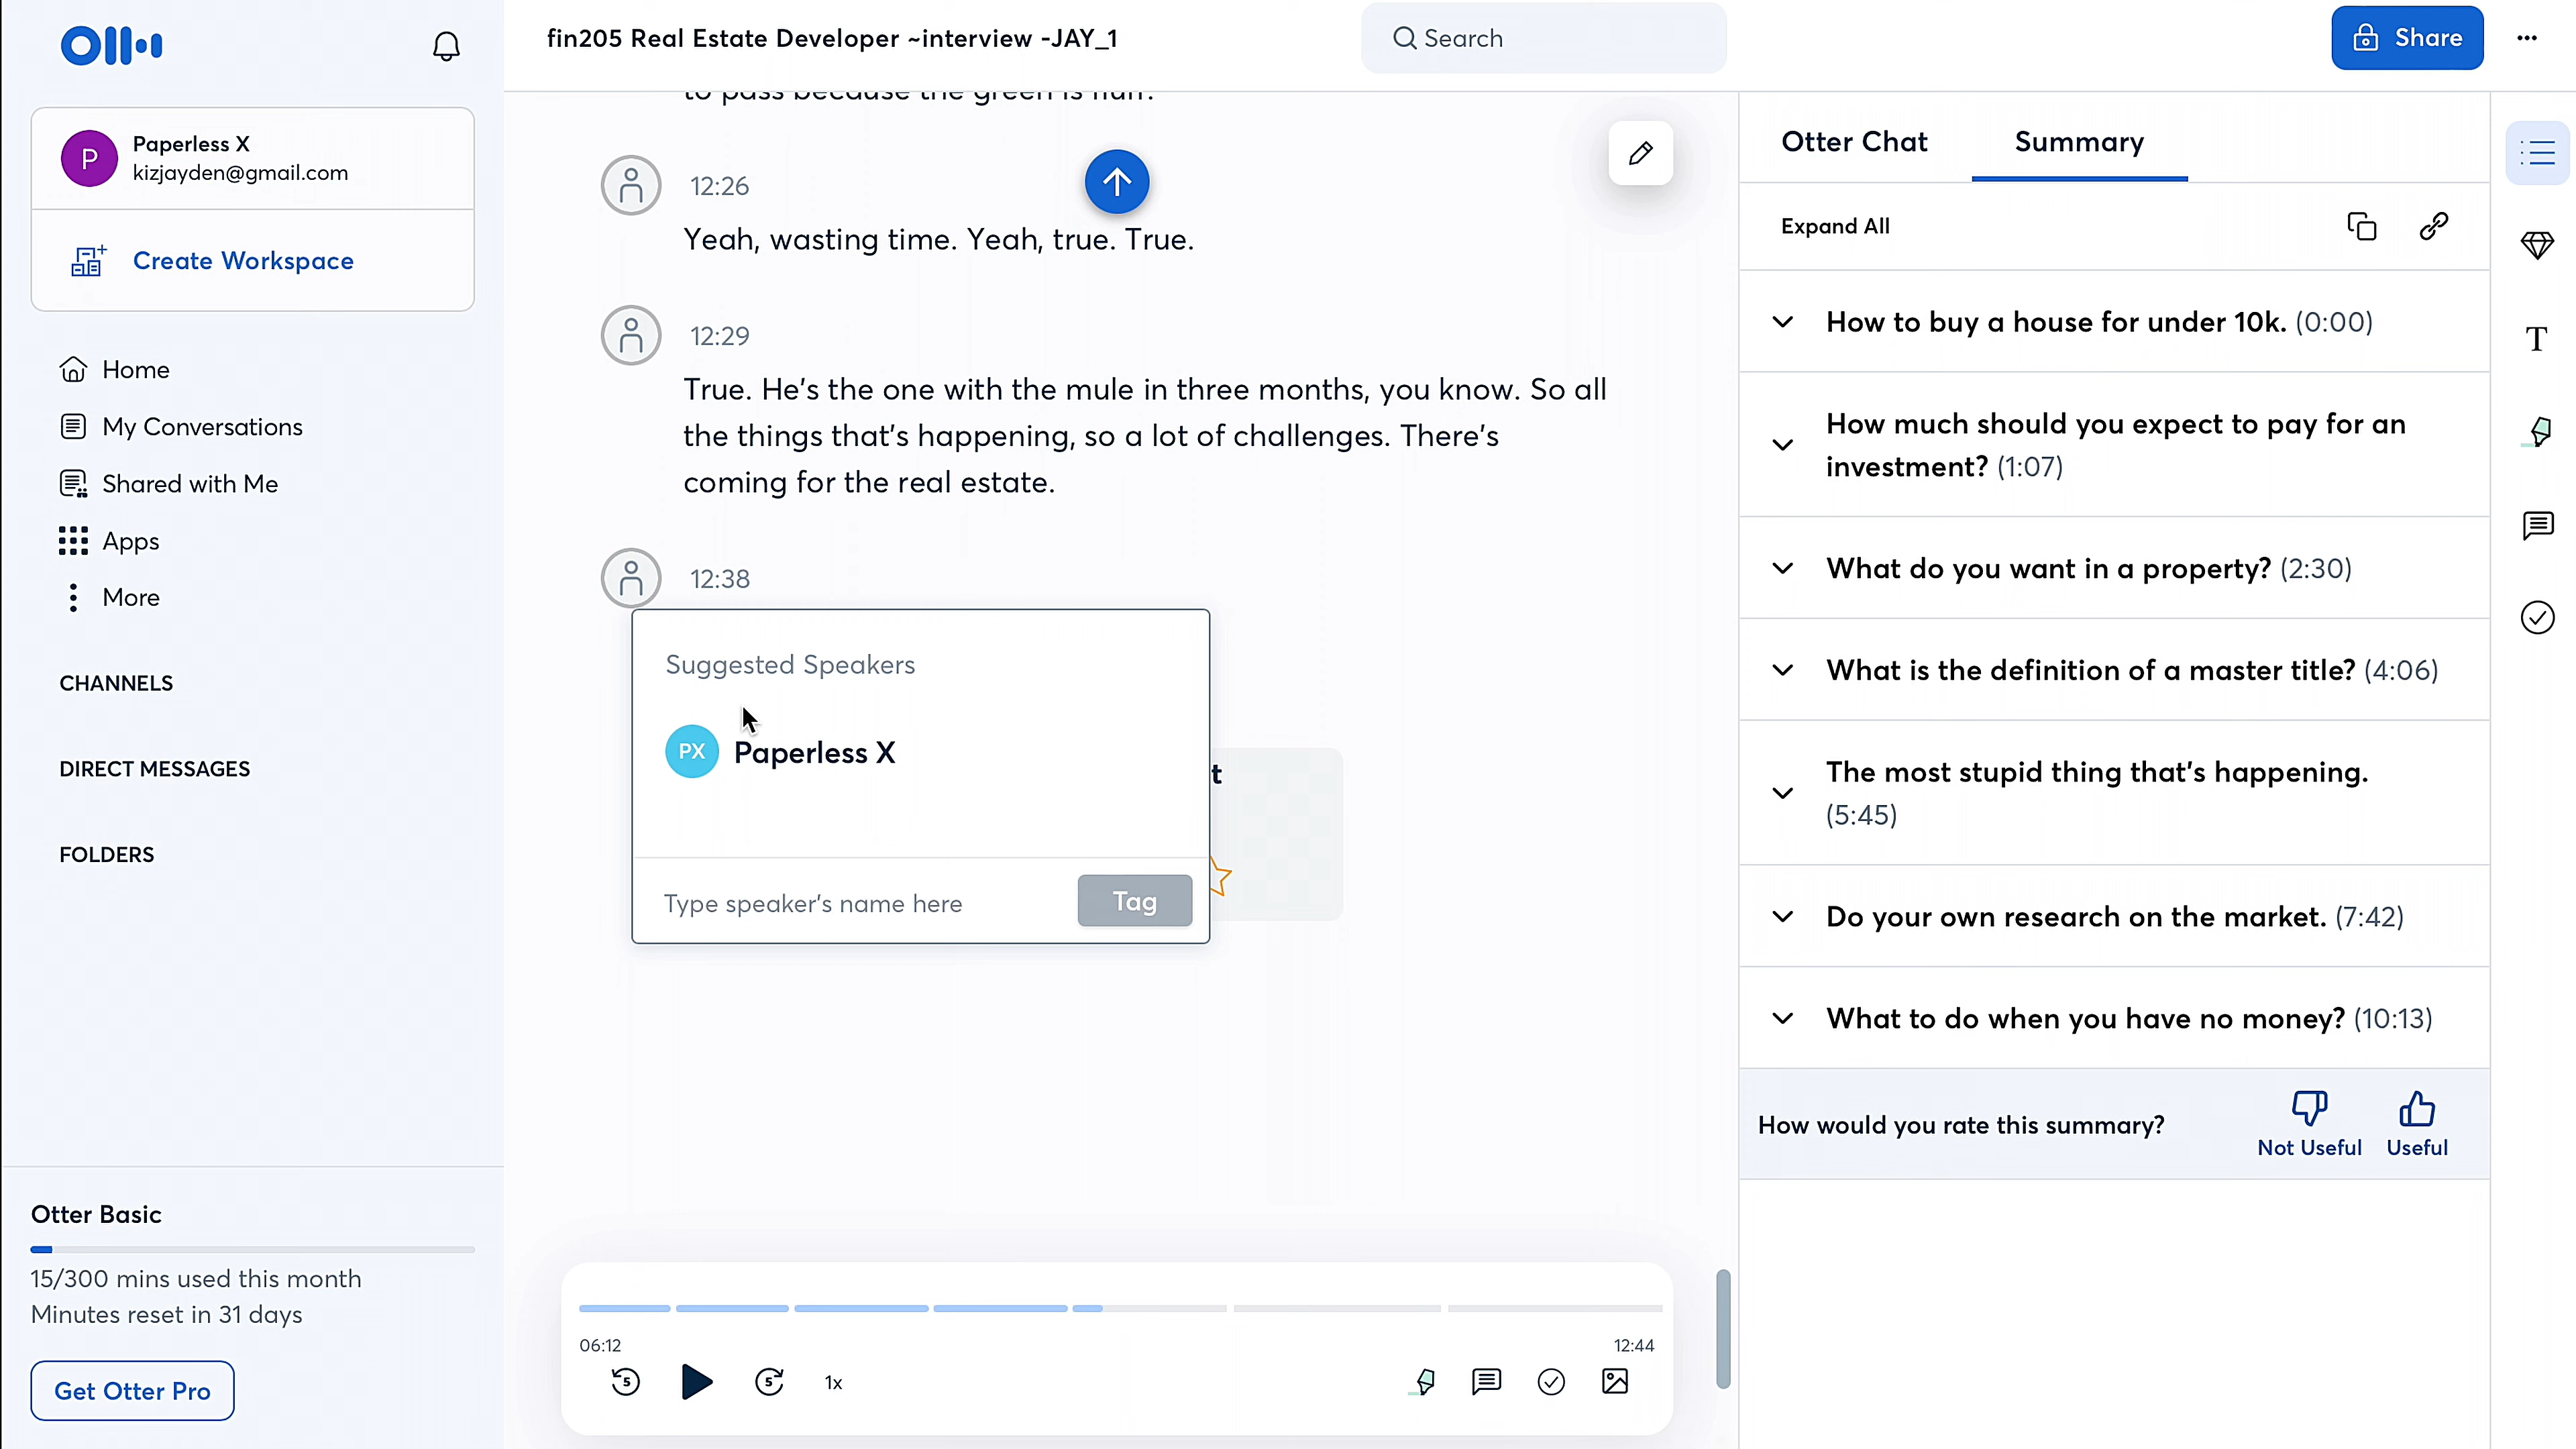 fin205 Real Estate Developer ~interview -JAY_1
Search
Share
P
Paperless X
kizjayden@gmail.com
Create Workspace
Home
My Conversations
Shared with Me
Apps
More
CHANNELS
DIRECT MESSAGES
FOLDERS
Otter Basic
15/300 mins used this month
Minutes reset in 31 days
Get Otter Pro
to pass because the green is
12:26
Yeah, wasting time. Yeah, true. True.
12:29
True. He's the one with the mule in three months, you know. So all
the things that's happening, so a lot of challenges. There's
coming for the real estate.
12:38
Suggested Speakers
PX
Paperless X
t
Type speaker's name here
Tag
06:12
12:44
5
5
1x
Otter Chat
Summary
Expand All
How to buy a house for under 10k. (0:00)
How much should you expect to pay for an
investment? (1:07)
What do you want in a property? (2:30)
What is the definition of a master title? (4:06)
The most stupid thing that's happening.
(5:45)
Do your own research on the market. (7:42)
What to do when you have no money? (10:13)
How would you rate this summary?
Not Useful
Useful
T